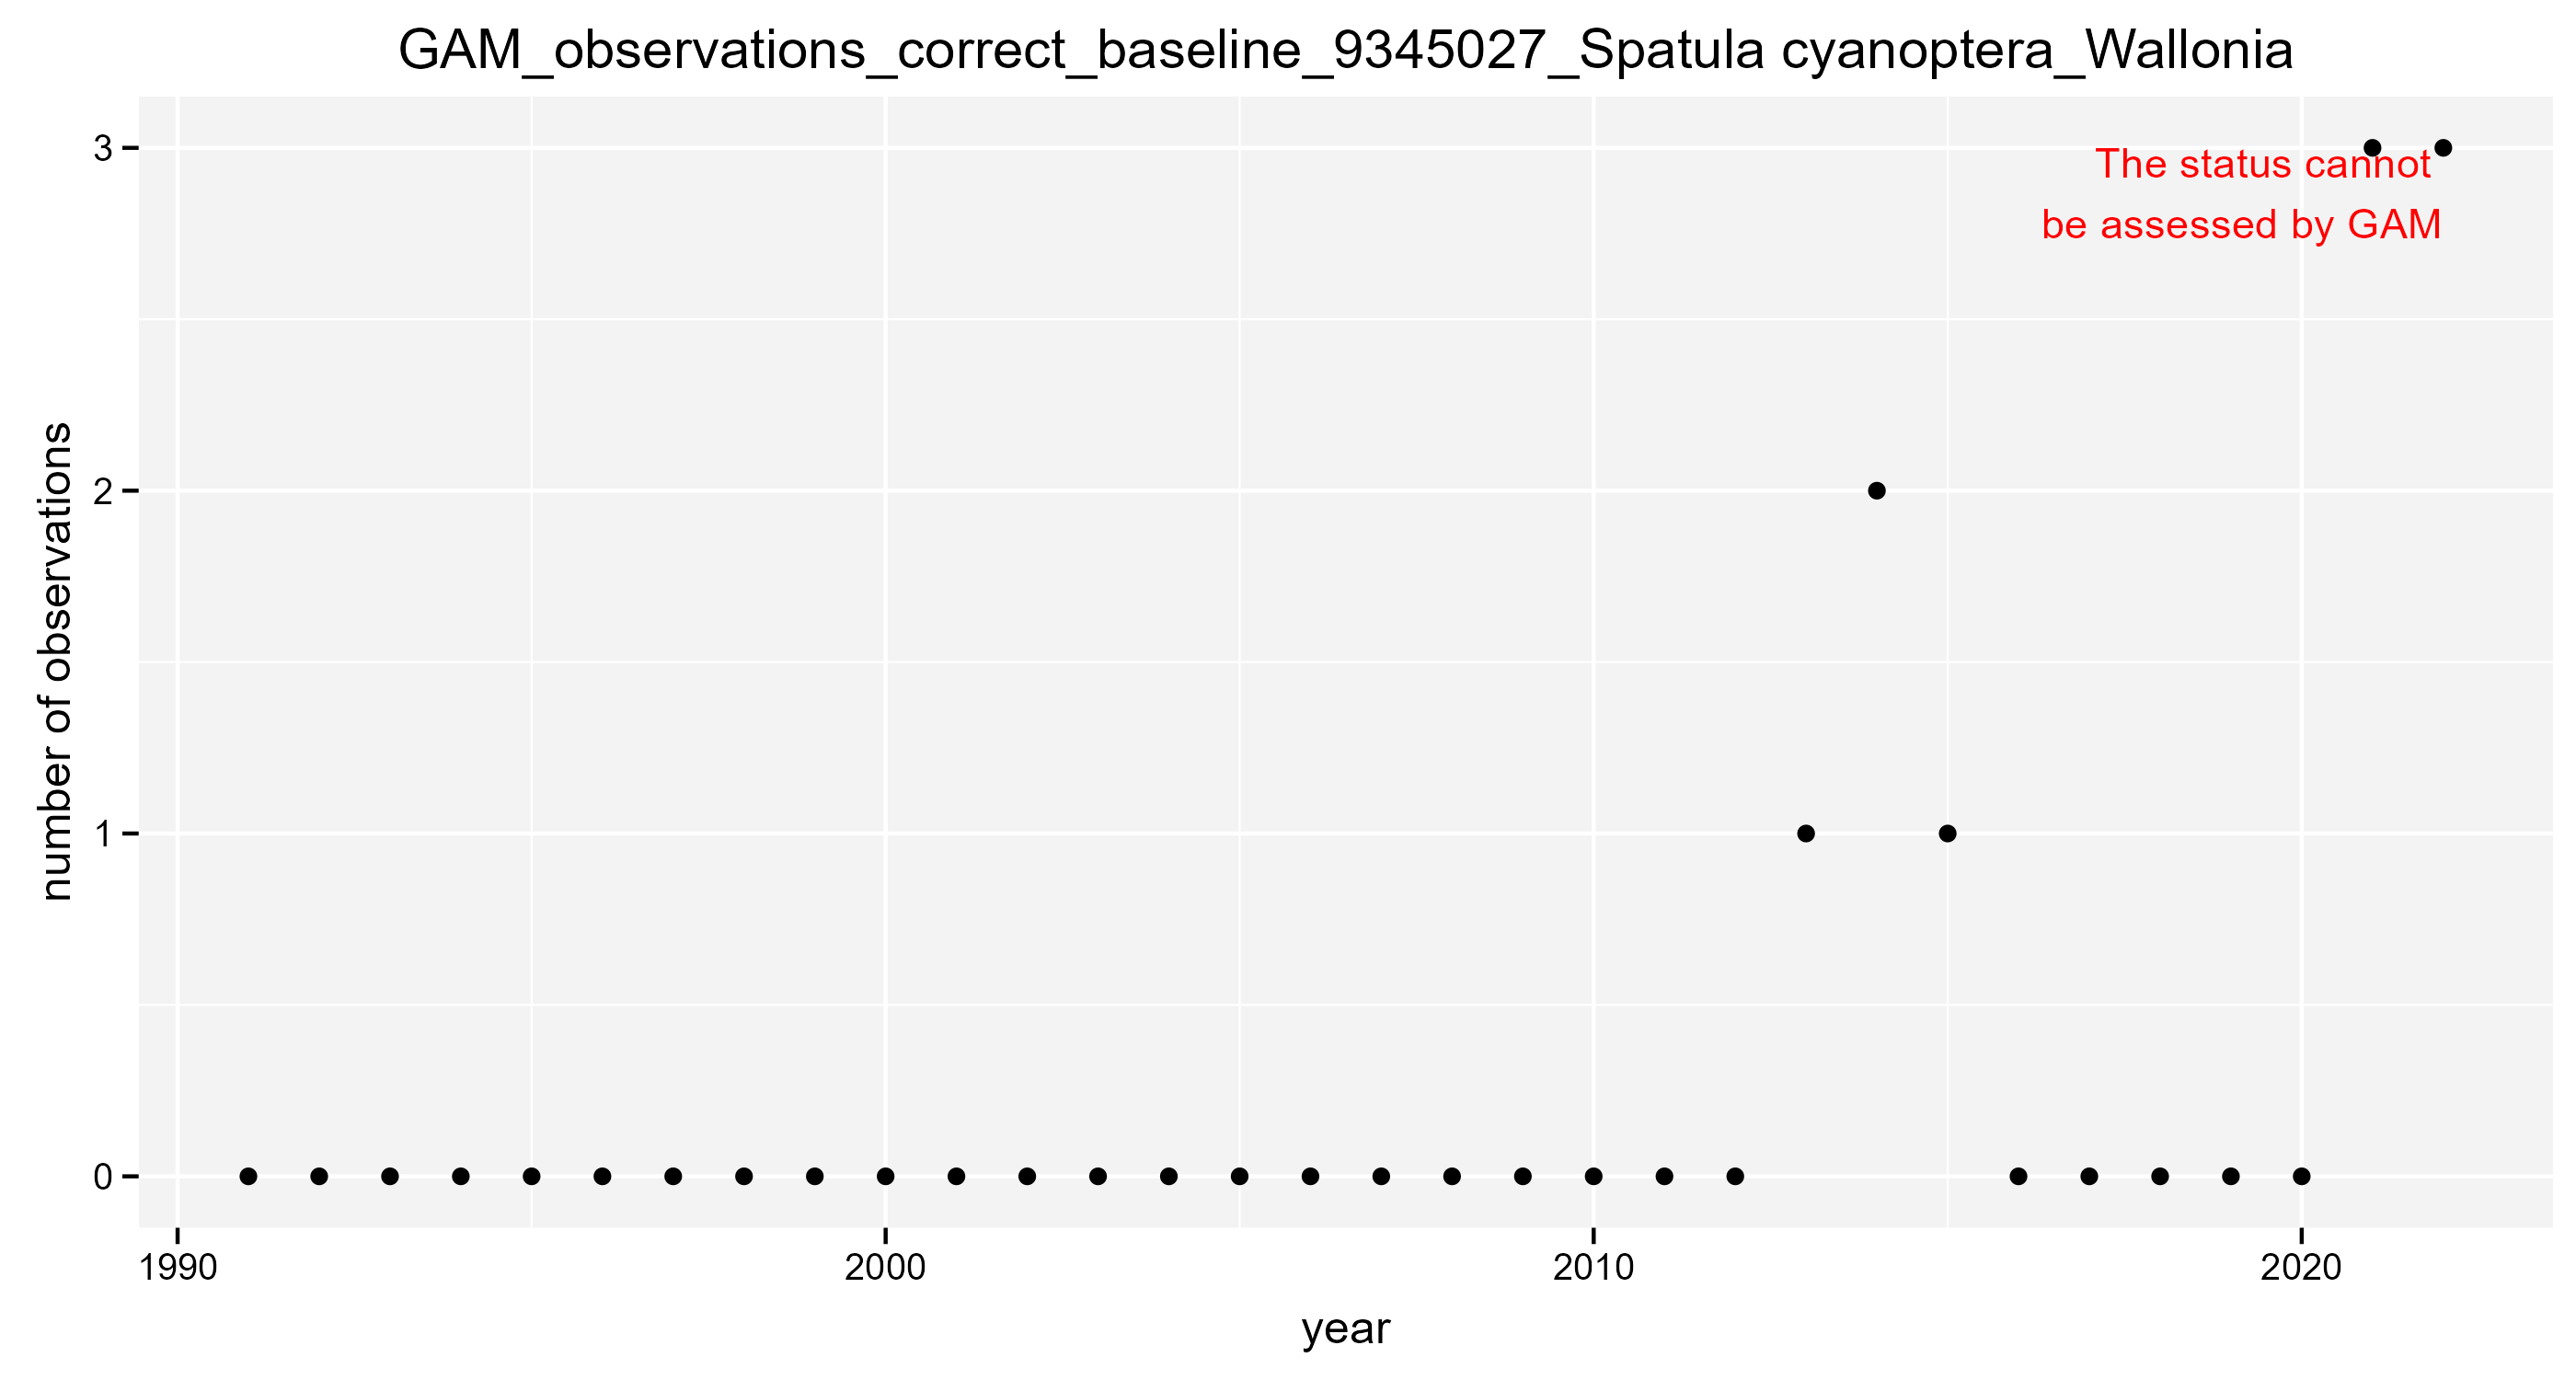 GAM_observations_correct_baseline_9345027_Spatula cyanoptera_Wallonia
3
The status cannot
be assessed by GAM
2
number of observations
1
0
1990 2000 2010 2020
year